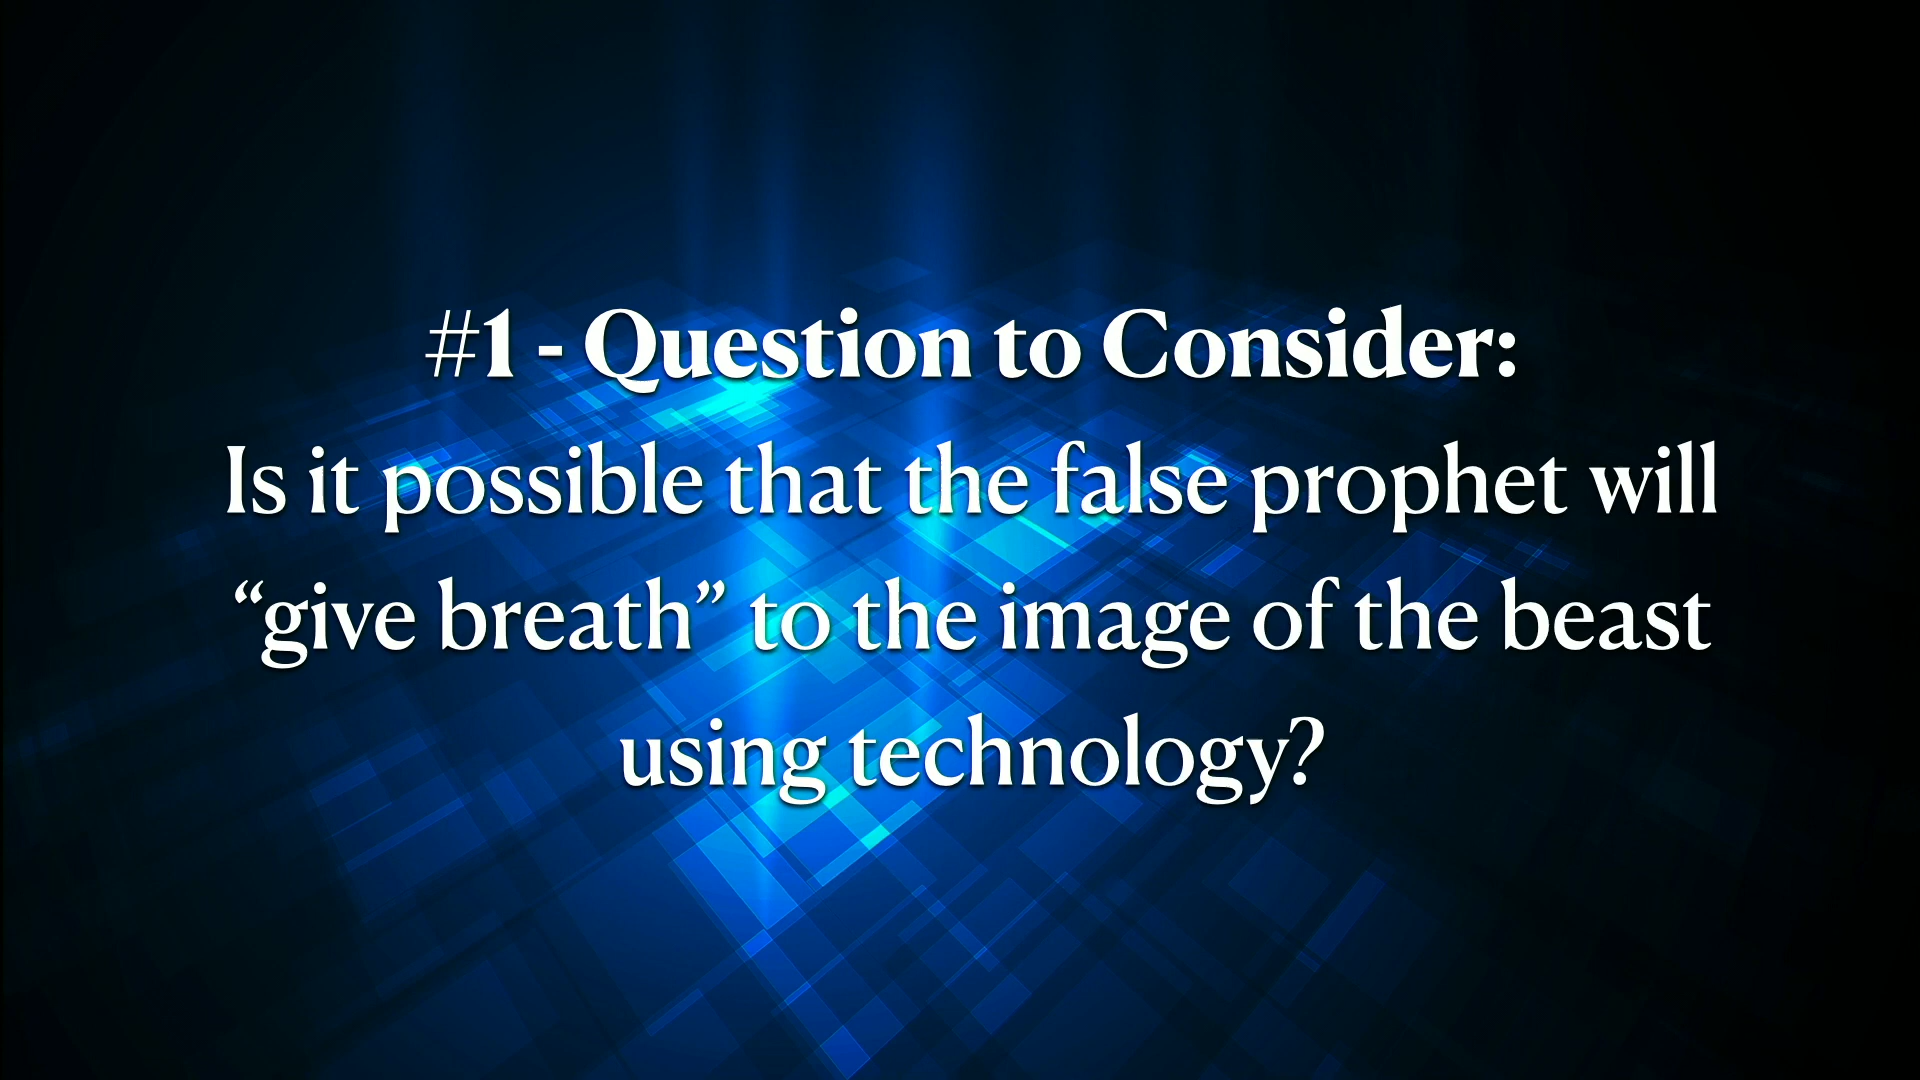 #1 - Question to Consider:
Is it possible that the false prophet will
“give breath” to the image of the beast
using technology?